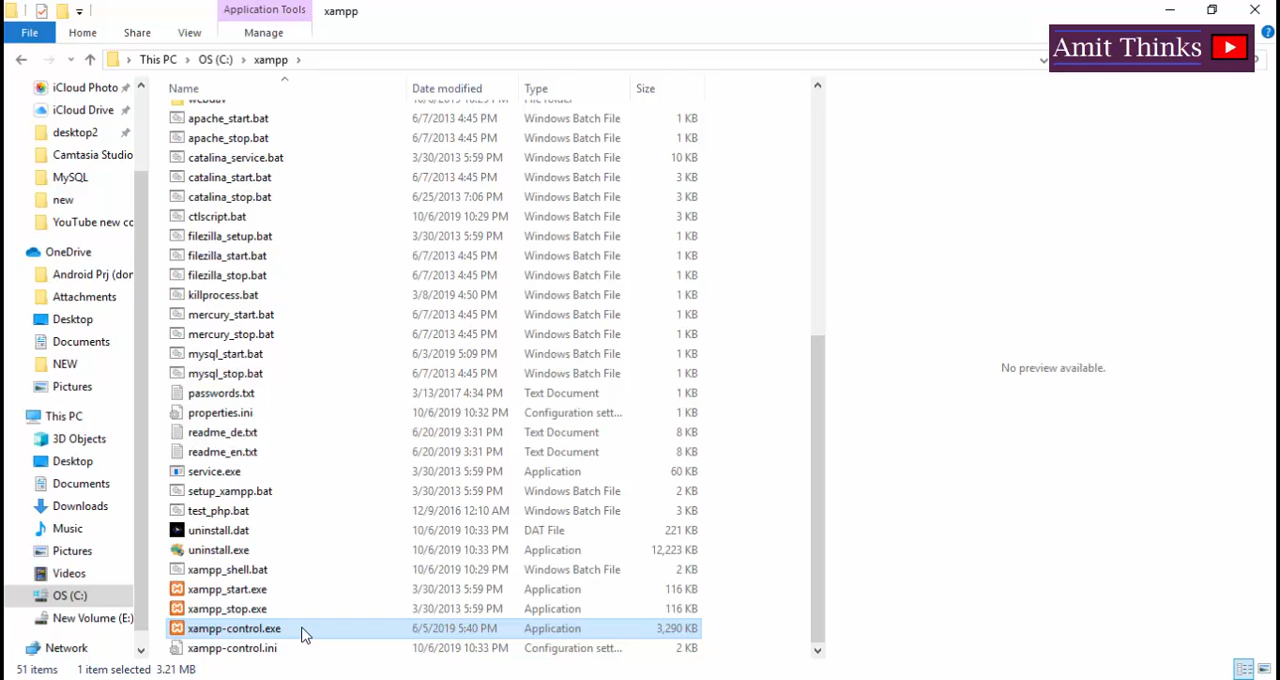 Application Tools
xampp
File
Home
Share
View
Manage
Amit Thinks
This PC
OS (C:)
xampp
Name
Date modified
Type
Size
iCloud Photo
iCloud Drive
desktop2
Camtasia Studio
MySQL
new
YouTube new cc
OneDrive
Android Prj (dor
Attachments
Desktop
Documents
NEW
Pictures
This PC
3D Objects
Desktop
Documents
Downloads
Music
Pictures
Videos
OS (C:)
New Volume (E:)
Network
webdav 10/6/2019 10:29 PM File folder
apache_start.bat 6/7/2013 4:45 PM Windows Batch File 1 KB
apache_stop.bat 6/7/2013 4:45 PM Windows Batch File 1 KB
catalina_service.bat 3/30/2013 5:59 PM Windows Batch File 10 KB
catalina_start.bat 6/7/2013 4:45 PM Windows Batch File 3 KB
catalina_stop.bat 6/25/2013 7:06 PM Windows Batch File 3 KB
ctlscript.bat 10/6/2019 10:29 PM Windows Batch File 3 KB
filezilla_setup.bat 3/30/2013 5:59 PM Windows Batch File 1 KB
filezilla_start.bat 6/7/2013 4:45 PM Windows Batch File 1 KB
filezilla_stop.bat 6/7/2013 4:45 PM Windows Batch File 1 KB
killprocess.bat 3/8/2019 4:50 PM Windows Batch File 1 KB
mercury_start.bat 6/7/2013 4:45 PM Windows Batch File 1 KB
mercury_stop.bat 6/7/2013 4:45 PM Windows Batch File 1 KB
mysql_start.bat 6/3/2019 5:09 PM Windows Batch File 1 KB
mysql_stop.bat 6/7/2013 4:45 PM Windows Batch File 1 KB
passwords.txt 3/13/2017 4:34 PM Text Document 1 KB
properties.ini 10/6/2019 10:32 PM Configuration sett... 1 KB
readme_de.txt 6/20/2019 3:31 PM Text Document 8 KB
readme_en.txt 6/20/2019 3:31 PM Text Document 8 KB
service.exe 3/30/2013 5:59 PM Application 60 KB
setup_xampp.bat 3/30/2013 5:59 PM Windows Batch File 2 KB
test_php.bat 12/9/2016 12:10 AM Windows Batch File 3 KB
uninstall.dat 10/6/2019 10:33 PM DAT File 221 KB
uninstall.exe 10/6/2019 10:33 PM Application 12,223 KB
xampp_shell.bat 10/6/2019 10:29 PM Windows Batch File 2 KB
xampp_start.exe 3/30/2013 5:59 PM Application 116 KB
xampp_stop.exe 3/30/2013 5:59 PM Application 116 KB
xampp-control.exe 6/5/2019 5:40 PM Application 3,290 KB
xampp-control.ini 10/6/2019 10:33 PM Configuration sett... 2 KB
No preview available.
51 items
1 item selected 3.21 MB